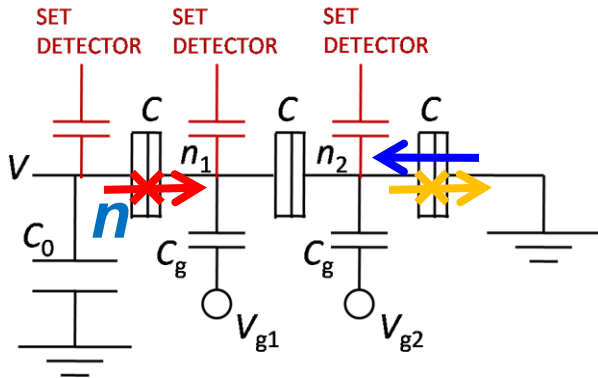 SET
DETECTOR
SET
DETECTOR
SET
DETECTOR
C
C
C
V
n₁
n₂
n
C₀
Cg
Cg
Vg1
Vg2